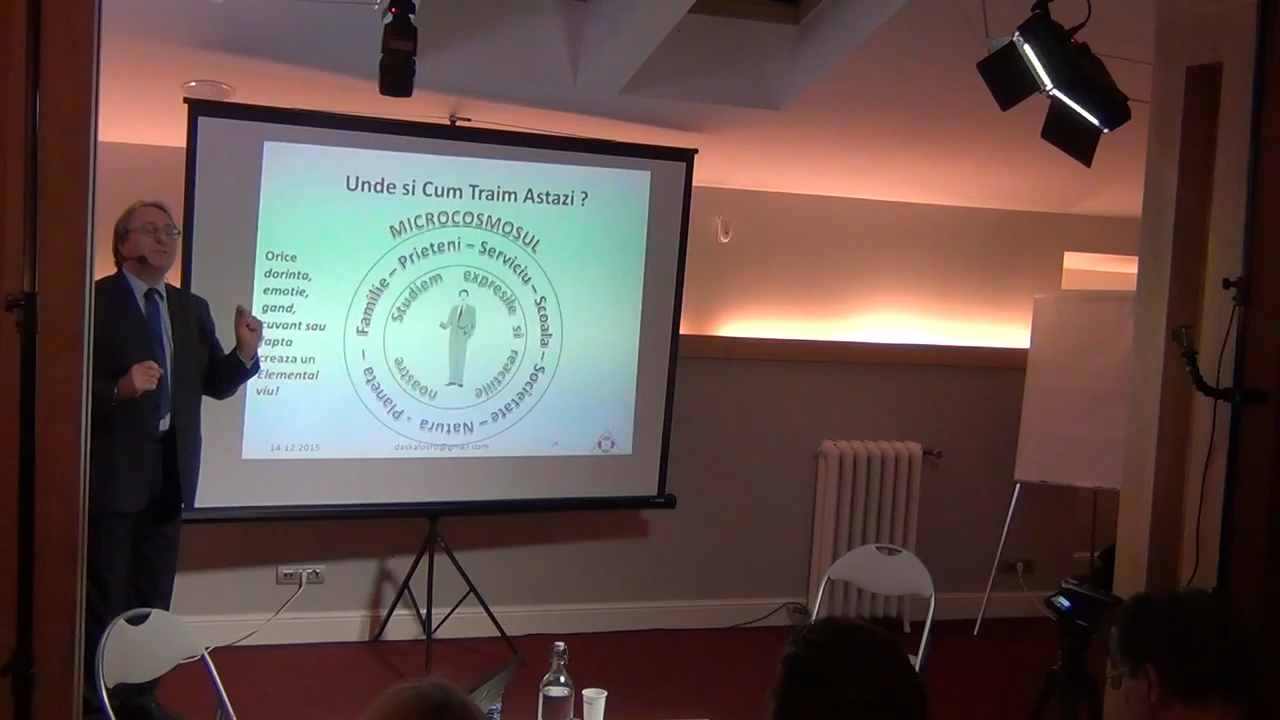 Unde si Cum Traim Astazi ?
MICROCOSMOSUL
Familie – Prieteni – Serviciu – Scoala – Societate – Natura - Planeta –
Studiem expresiile si reactiile noastre
Orice
dorinta,
emotie,
gand,
cuvant sau
fapta
creaza un
Elemental
viu!
14.12.2015
daskalosro@gmail.com